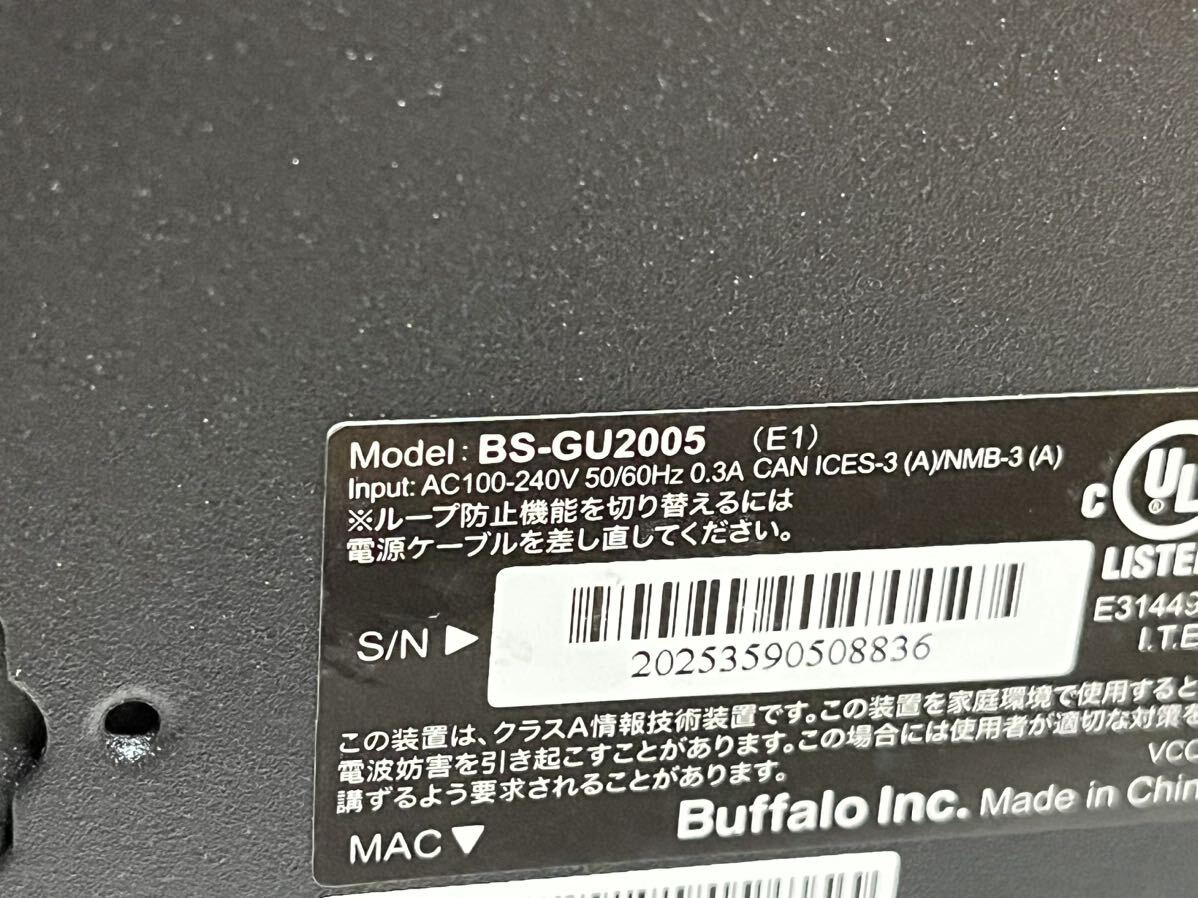 Model: BS-GU2005 (E1)
Input: AC100-240V 50/60Hz 0.3A CAN ICES-3 (A)/NMB-3 (A)
※ループ防止機能を切り替えるには
電源ケーブルを差し直してください。
C UL ®
LISTE
E3144
I.T.E
S/N ▶
20253590508836
この装置は、クラスA情報技術装置です。この装置を家庭環境で使用すると
電波妨害を引き起こすことがあります。この場合には使用者が適切な対策を
講ずるよう要求されることがあります。
VCC
Buffalo Inc. Made in Chin
MAC ▼